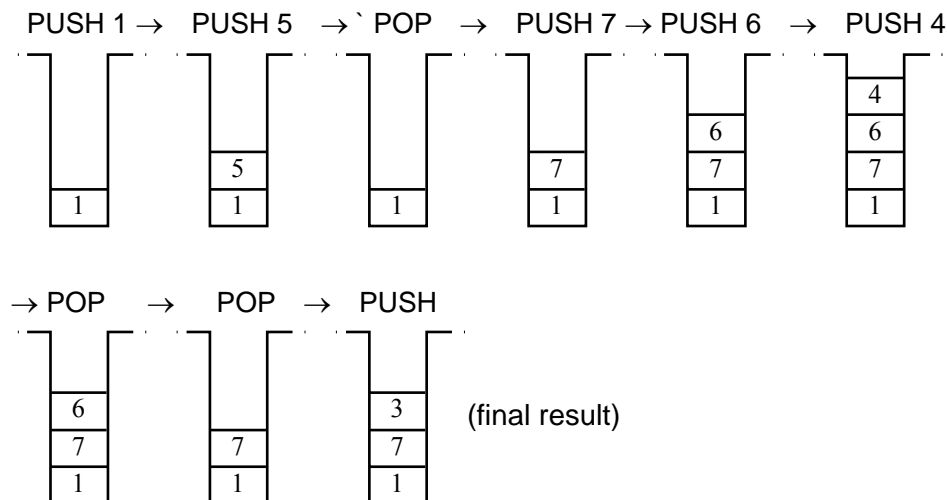 PUSH 1 → PUSH 5 → ` POP → PUSH 7 → PUSH 6 → PUSH 4
4
6 6
5 7 7 7
1 1 1 1 1 1
→ POP → POP → PUSH
6 3 (final result)
7 7 7
1 1 1